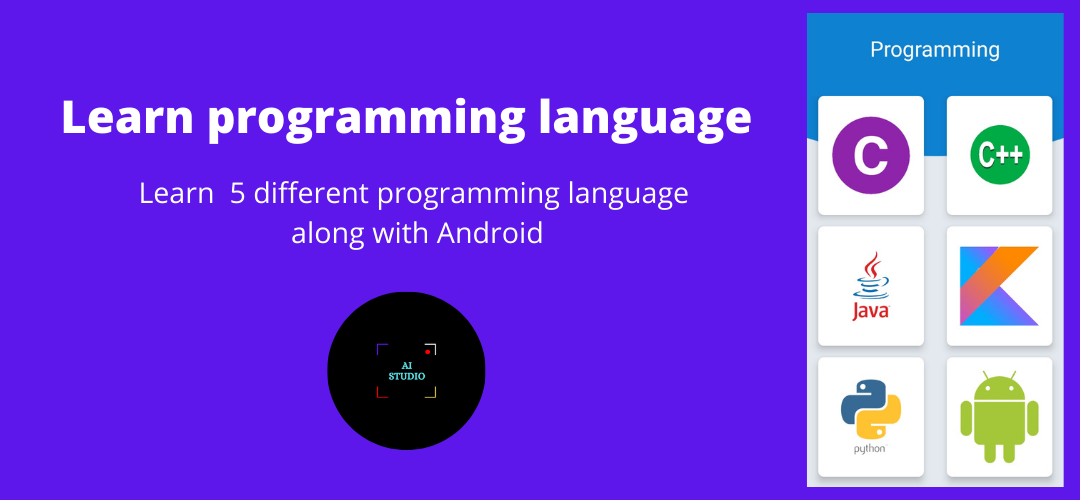 Learn programming language
Learn  5 different programming language
along with Android
AI
STUDIO
Programming
C
C++
Java
python